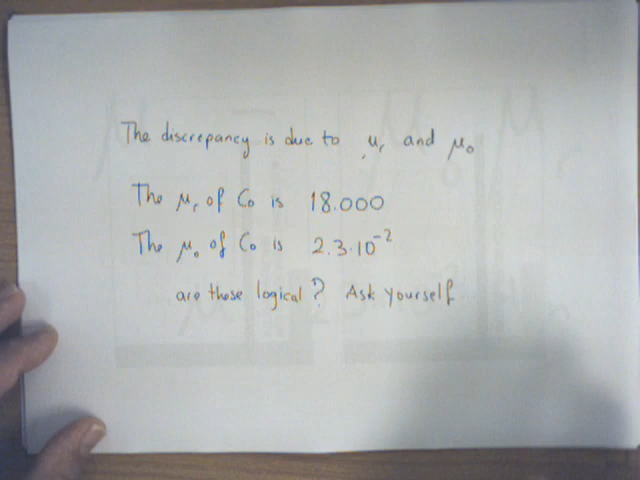 The discrepancy is due to μr and μo
The μr of Co is 18.000
The μo of Co is 2.3·10⁻²
are those logical? Ask yourself